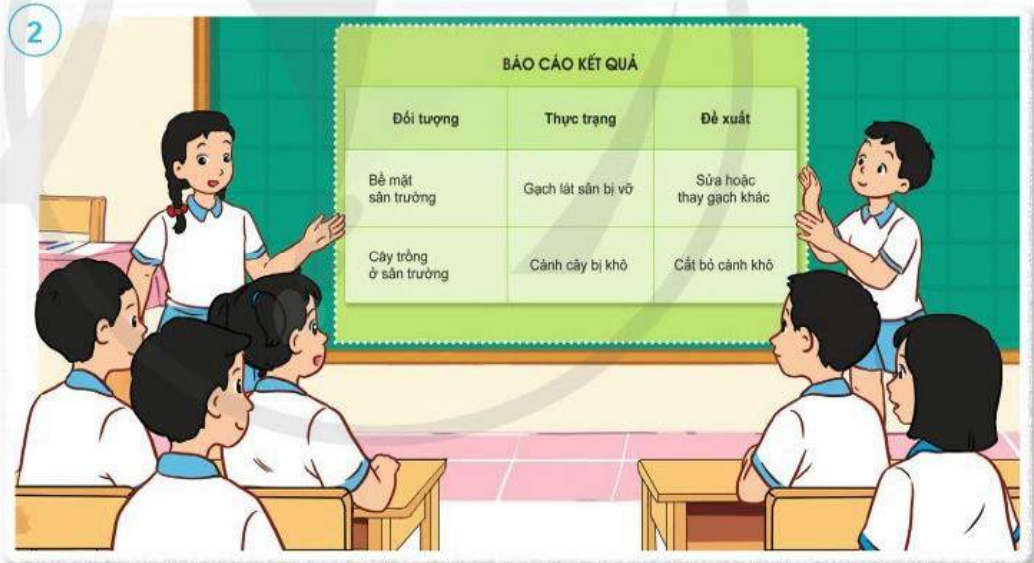 2
BÁO CÁO KẾT QUẢ
Đối tượng Thực trạng Đề xuất
Bề mặt
sân trường
Gạch lát sân bị vỡ
Sửa hoặc
thay gạch khác
Cây trồng
ở sân trường
Cành cây bị khô
Cắt bỏ cành khô